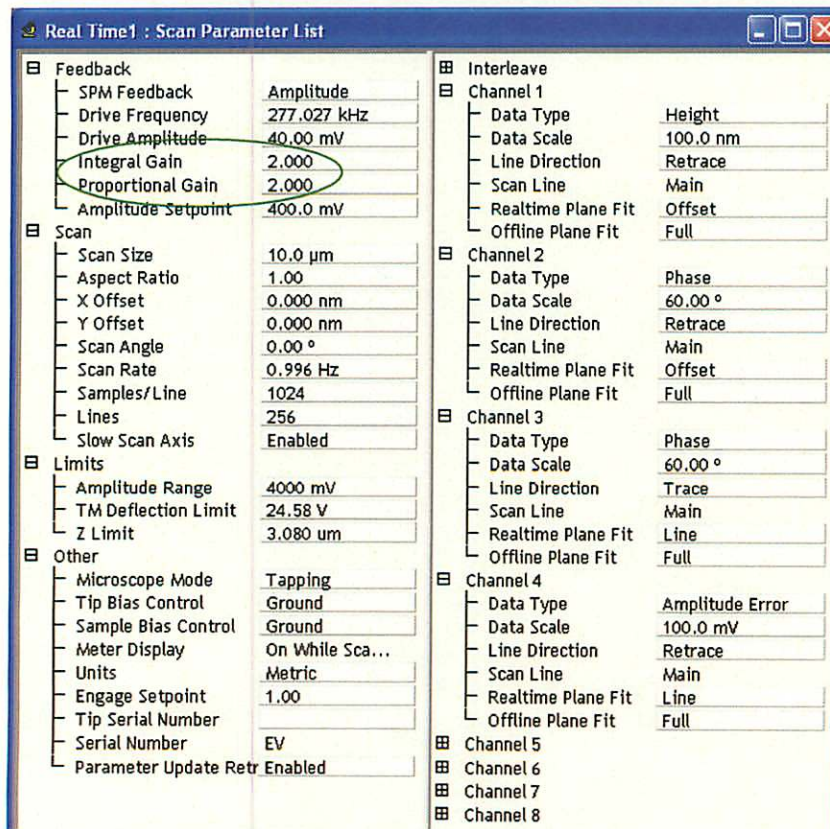 Real Time1 : Scan Parameter List
Feedback
SPM Feedback Amplitude
Drive Frequency 277.027 kHz
Drive Amplitude 40.00 mV
Integral Gain 2.000
Proportional Gain 2.000
Amplitude Setpoint 400.0 mV
Scan
Scan Size 10.0 µm
Aspect Ratio 1.00
X Offset 0.000 nm
Y Offset 0.000 nm
Scan Angle 0.00 º
Scan Rate 0.996 Hz
Samples/Line 1024
Lines 256
Slow Scan Axis Enabled
Limits
Amplitude Range 4000 mV
TM Deflection Limit 24.58 V
Z Limit 3.080 um
Other
Microscope Mode Tapping
Tip Bias Control Ground
Sample Bias Control Ground
Meter Display On While Sca...
Units Metric
Engage Setpoint 1.00
Tip Serial Number
Serial Number EV
Parameter Update Retr Enabled
Interleave
Channel 1
Data Type Height
Data Scale 100.0 nm
Line Direction Retrace
Scan Line Main
Realtime Plane Fit Offset
Offline Plane Fit Full
Channel 2
Data Type Phase
Data Scale 60.00 º
Line Direction Retrace
Scan Line Main
Realtime Plane Fit Offset
Offline Plane Fit Full
Channel 3
Data Type Phase
Data Scale 60.00 º
Line Direction Trace
Scan Line Main
Realtime Plane Fit Line
Offline Plane Fit Full
Channel 4
Data Type Amplitude Error
Data Scale 100.0 mV
Line Direction Retrace
Scan Line Main
Realtime Plane Fit Line
Offline Plane Fit Full
Channel 5
Channel 6
Channel 7
Channel 8